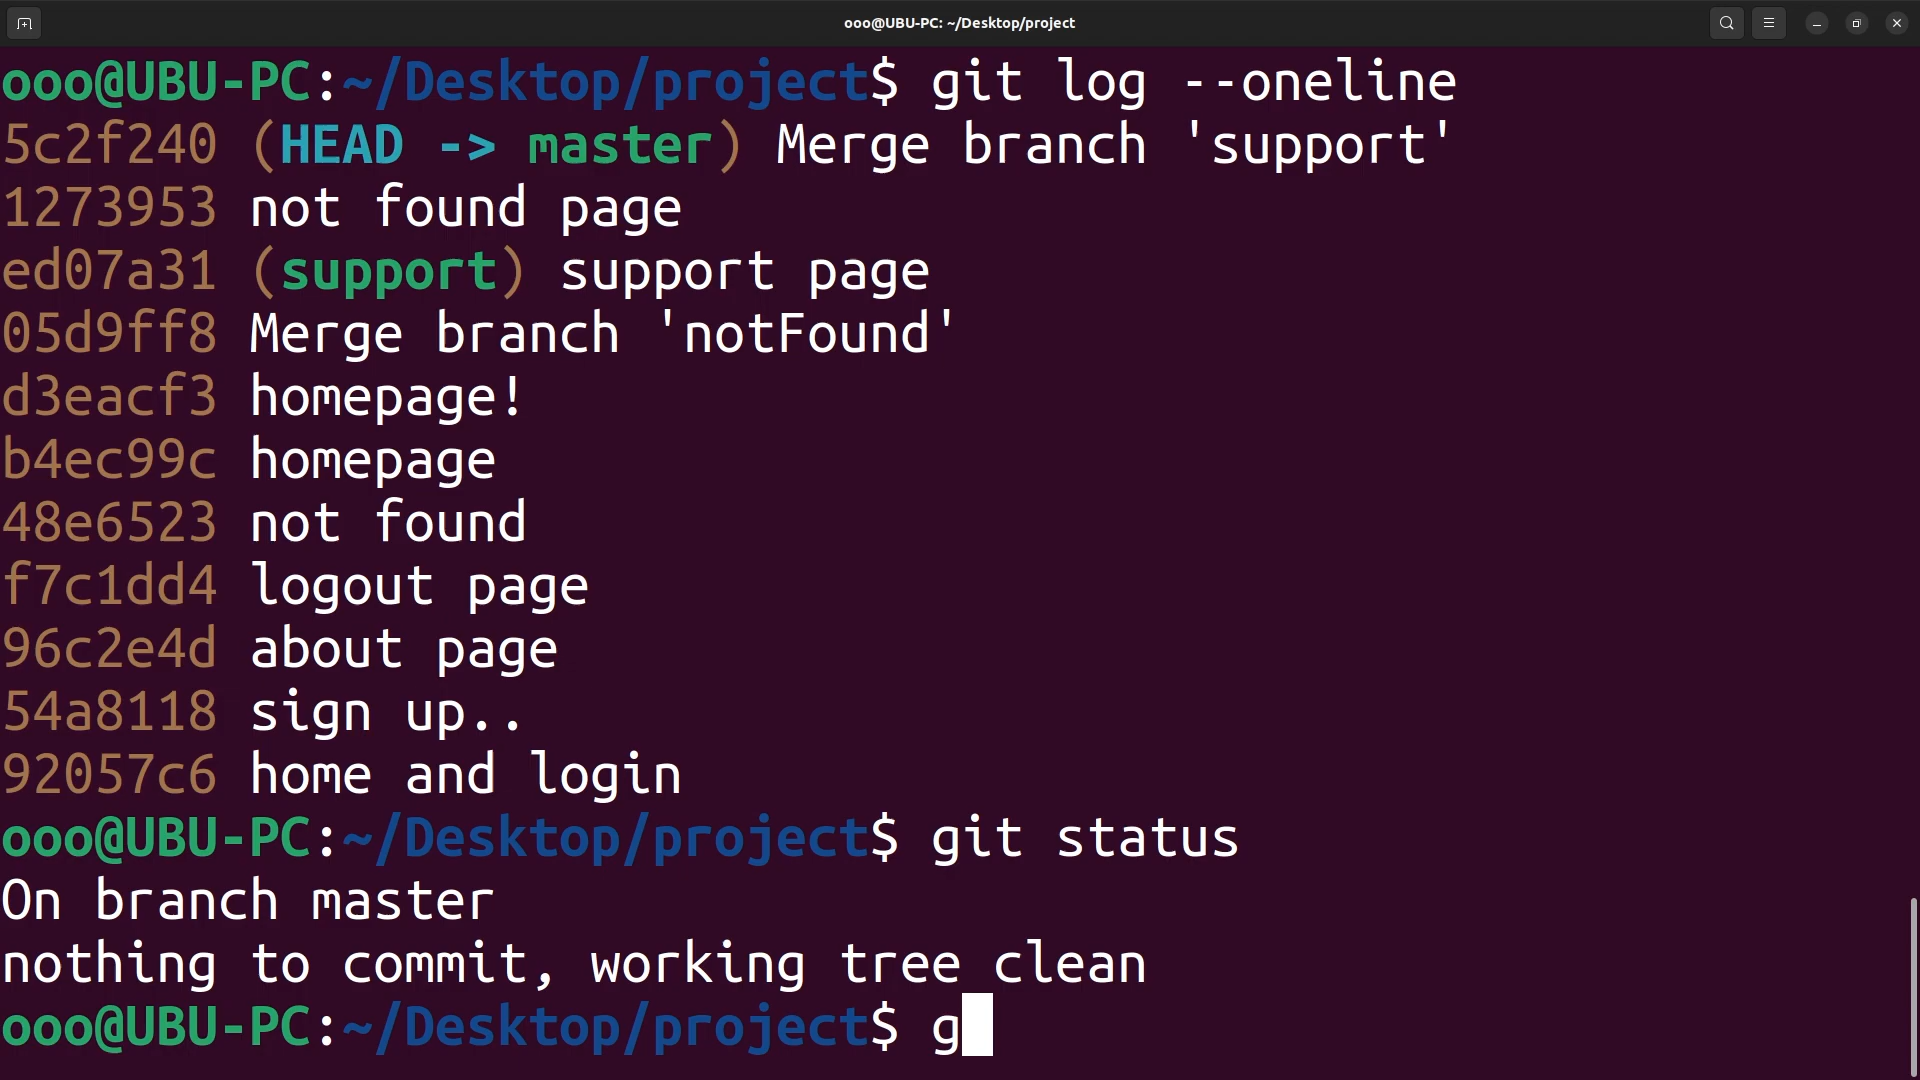 ooo@UBU-PC: ~/Desktop/project
ooo@UBU-PC:~/Desktop/project$ git log --oneline
5c2f240 (HEAD -> master) Merge branch 'support'
1273953 not found page
ed07a31 (support) support page
05d9ff8 Merge branch 'notFound'
d3eacf3 homepage!
b4ec99c homepage
48e6523 not found
f7c1dd4 logout page
96c2e4d about page
54a8118 sign up..
92057c6 home and login
ooo@UBU-PC:~/Desktop/project$ git status
On branch master
nothing to commit, working tree clean
ooo@UBU-PC:~/Desktop/project$ g